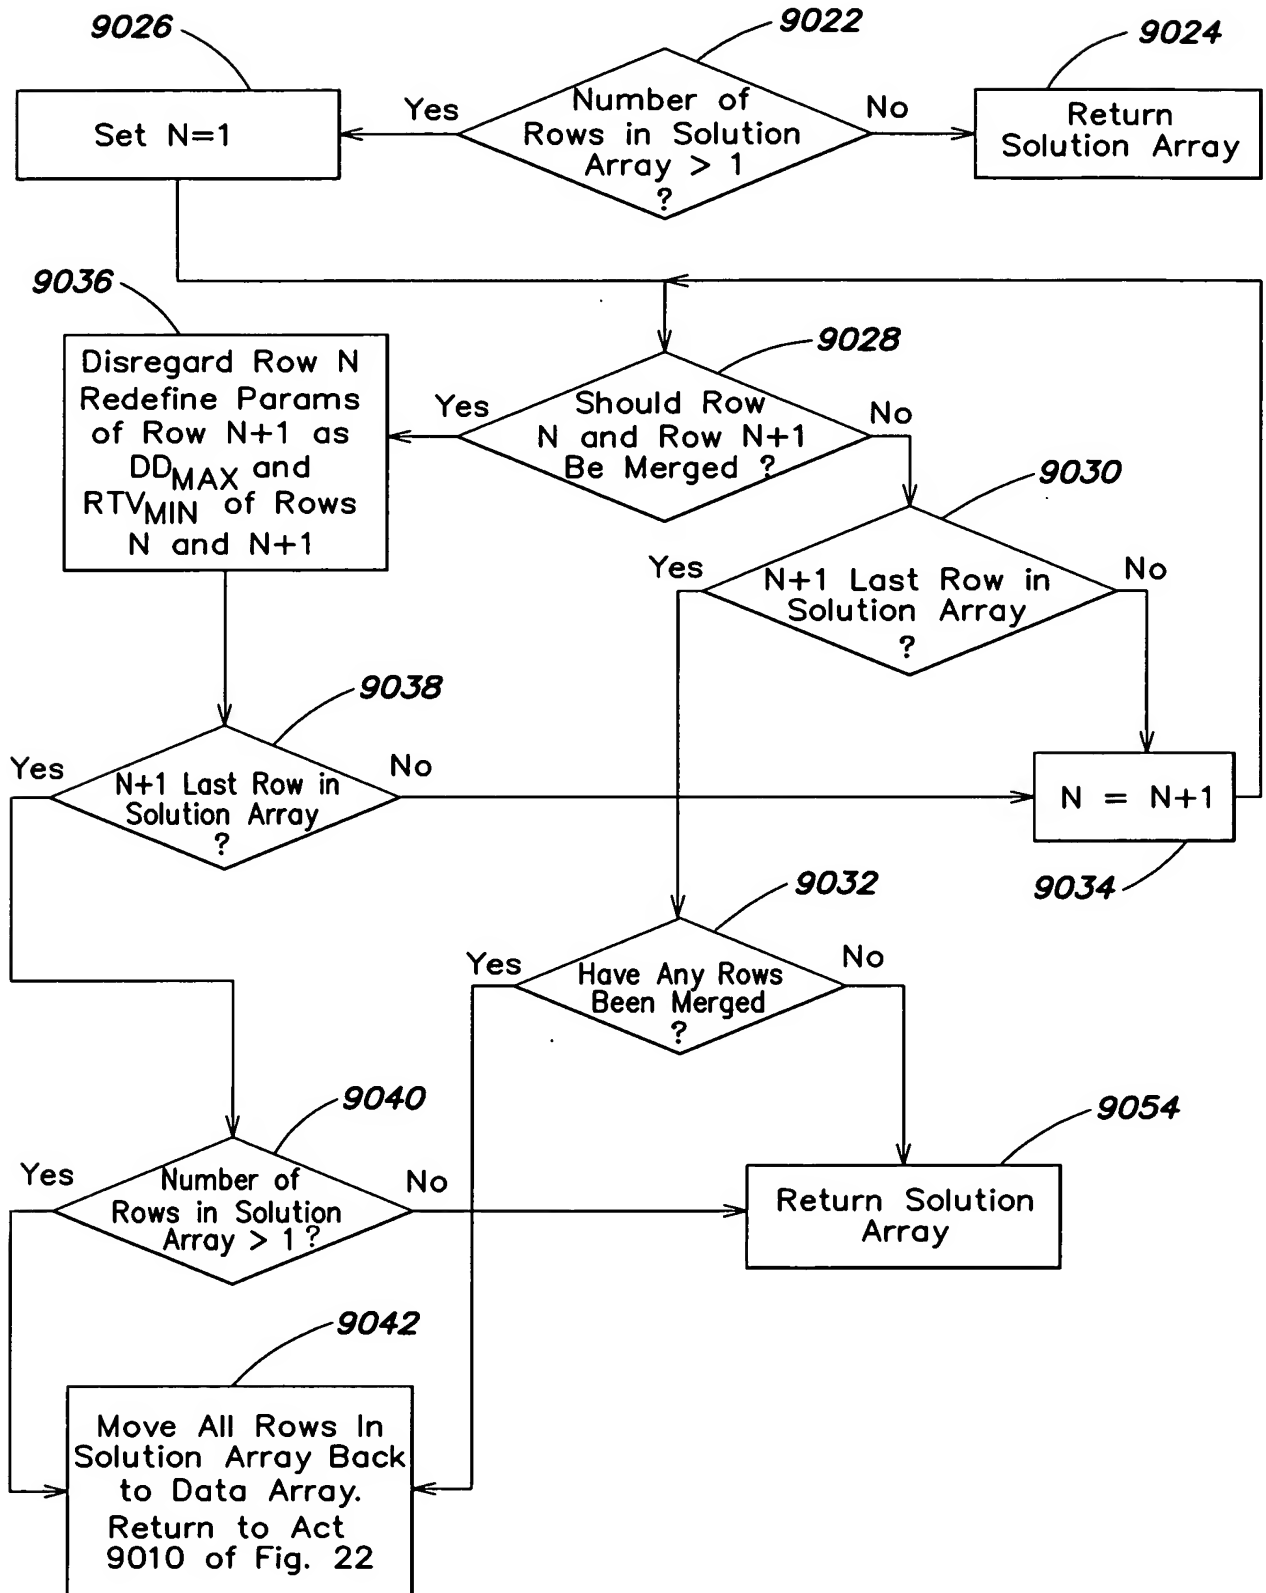 9026
9022
9024
Set N=1
Yes
Number of
Rows in Solution
Array > 1
?
No
Return
Solution Array
9036
Disregard Row N
Redefine Params
of Row N+1 as
DDMAX and
RTVMIN of Rows
N and N+1
9028
Yes
Should Row
N and Row N+1
Be Merged ?
No
9030
Yes
N+1 Last Row in
Solution Array
?
No
9038
Yes
N+1 Last Row in
Solution Array
?
No
N = N+1
9034
9032
Yes
Have Any Rows
Been Merged
?
No
9040
Yes
Number of
Rows in Solution
Array > 1 ?
No
9054
Return Solution
Array
9042
Move All Rows In
Solution Array Back
to Data Array.
Return to Act
9010 of Fig. 22